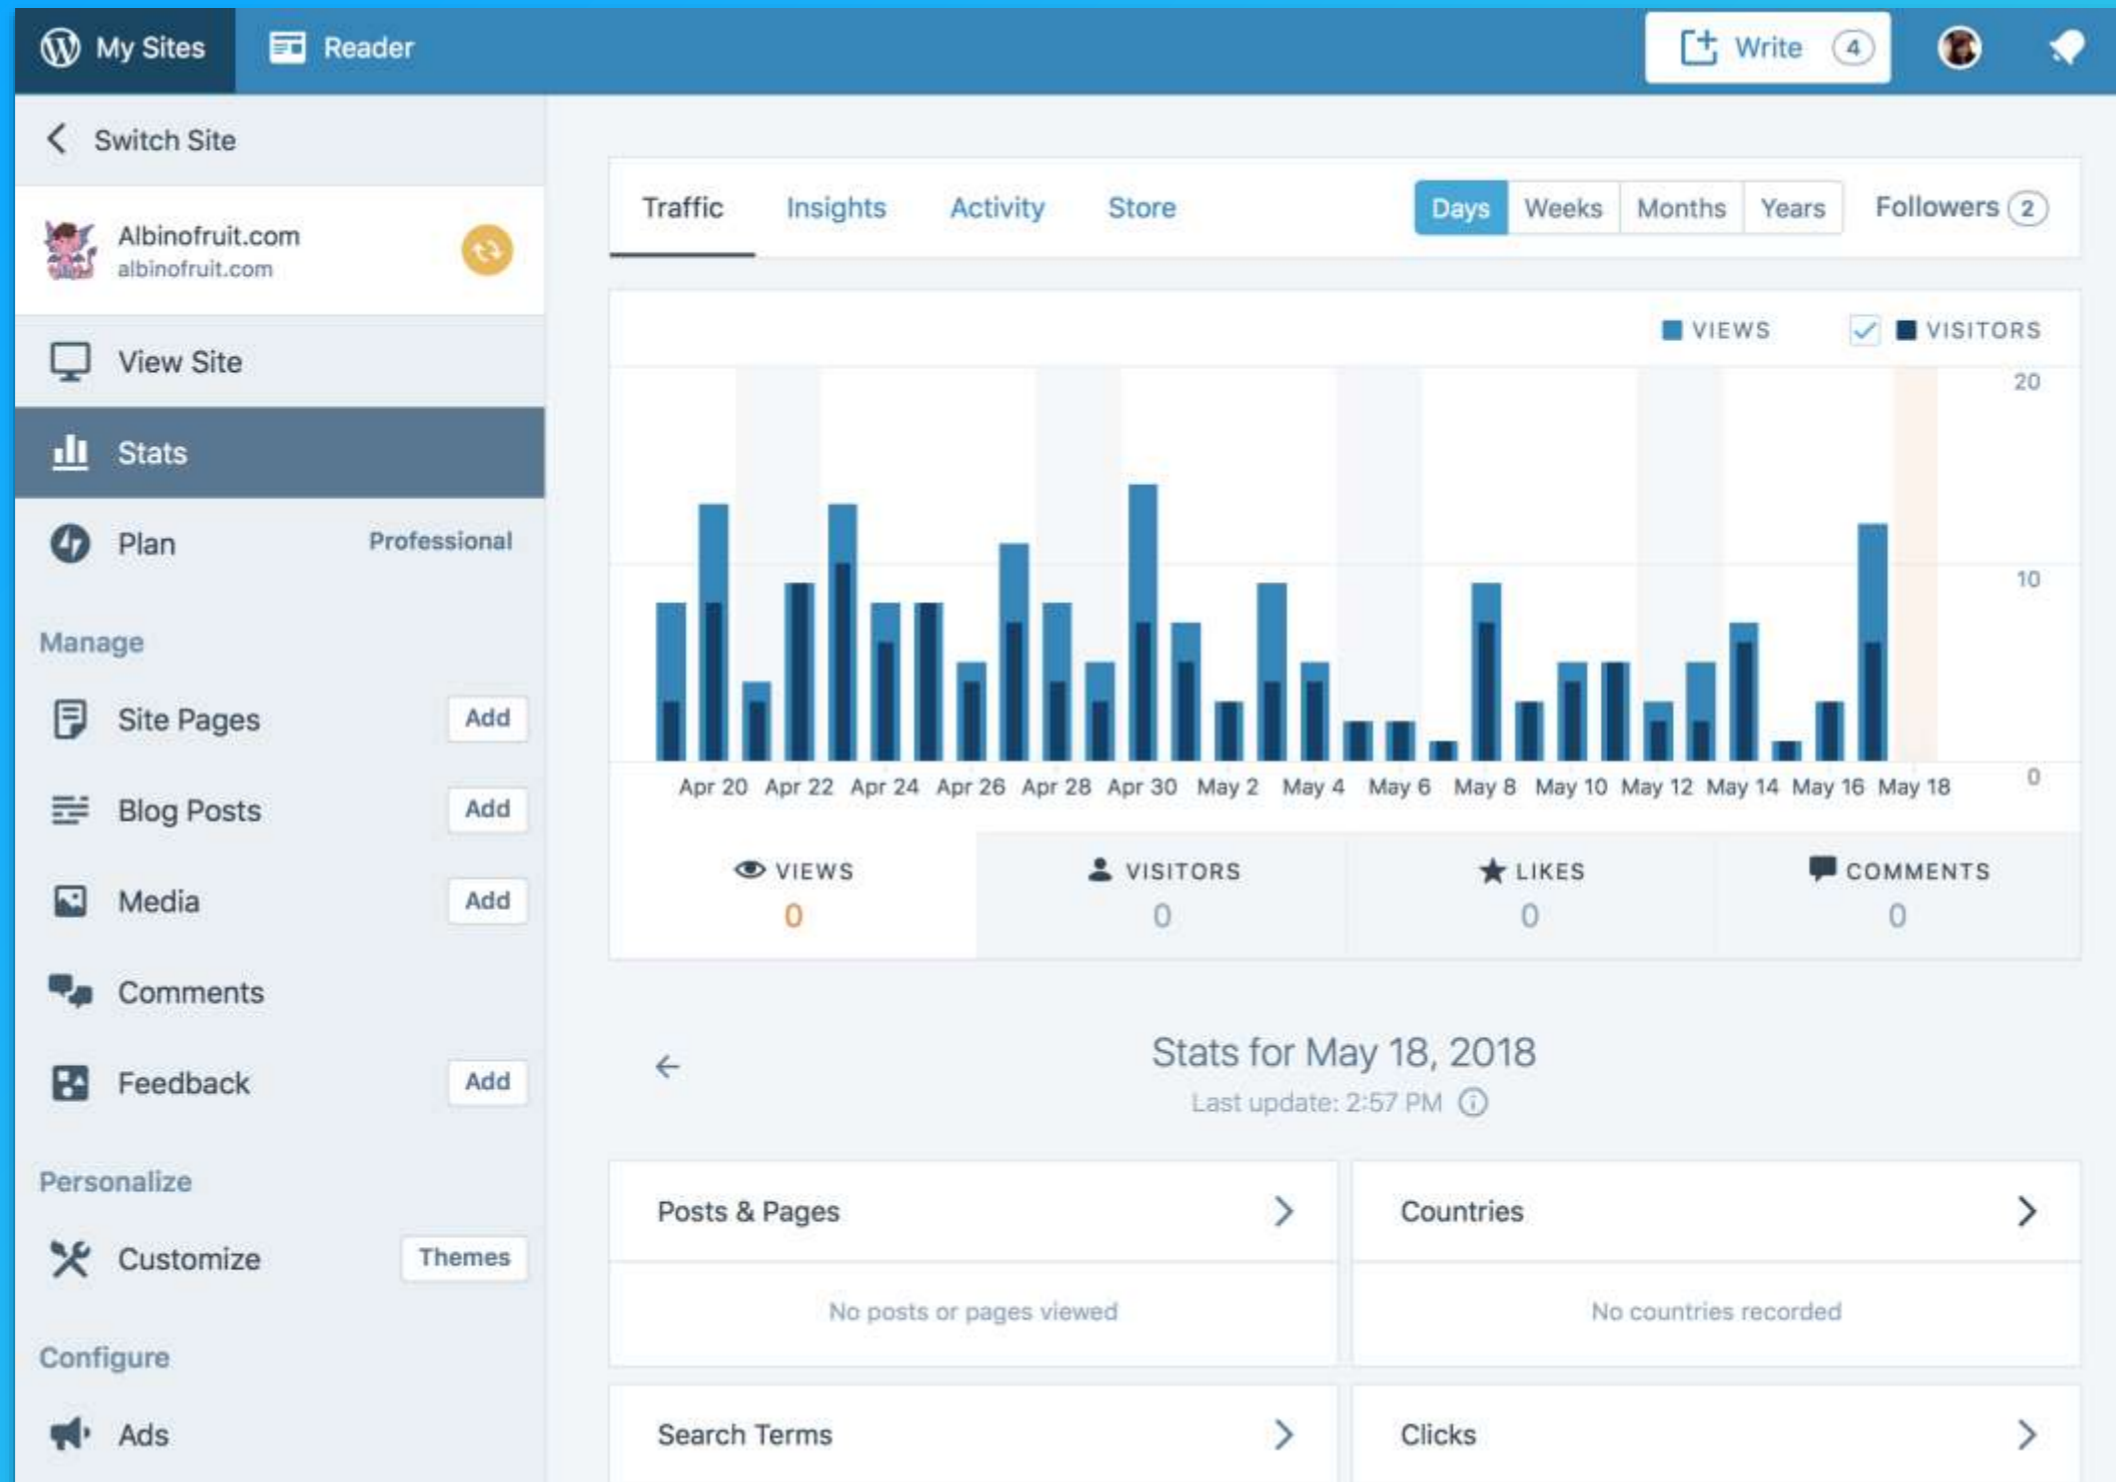 My Sites Reader Write 4
Switch Site
Albinofruit.com
albinofruit.com
View Site
Stats
Plan Professional
Manage
Site Pages Add
Blog Posts Add
Media Add
Comments
Feedback Add
Personalize
Customize Themes
Configure
Ads
Traffic Insights Activity Store Days Weeks Months Years Followers 2
VIEWS VISITORS
20
10
0
Apr 20 Apr 22 Apr 24 Apr 26 Apr 28 Apr 30 May 2 May 4 May 6 May 8 May 10 May 12 May 14 May 16 May 18
VIEWS VISITORS LIKES COMMENTS
0 0 0 0
Stats for May 18, 2018
Last update: 2:57 PM
Posts & Pages Countries
No posts or pages viewed No countries recorded
Search Terms Clicks